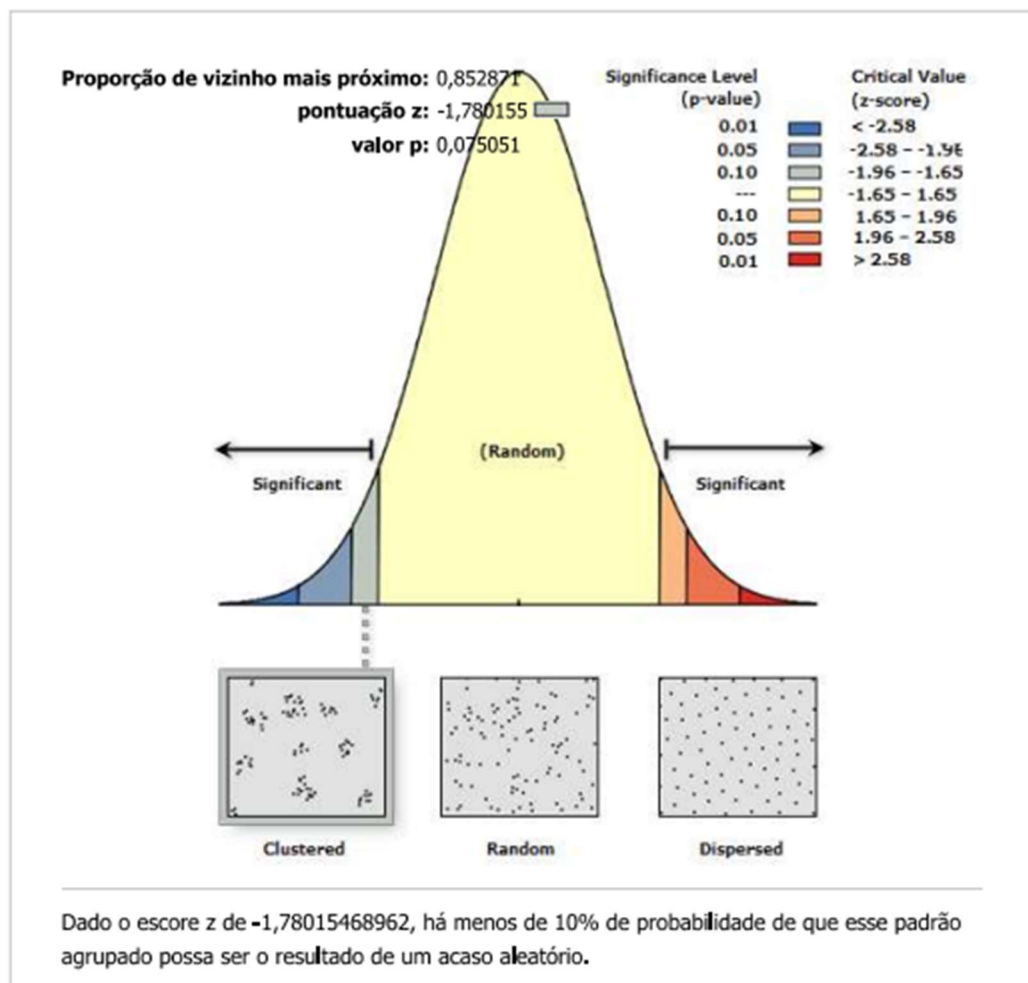 Proporção de vizinho mais próximo: 0,852871
pontuação z: -1,780155
valor p: 0,075051
Significance Level
(p-value)
Critical Value
(z-score)
0.01 < -2.58
0.05 -2.58 – -1.96
0.10 -1.96 – -1.65
--- -1.65 – 1.65
0.10 1.65 – 1.96
0.05 1.96 – 2.58
0.01 > 2.58
(Random)
Significant
Significant
Clustered
Random
Dispersed
Dado o escore z de -1,78015468962, há menos de 10% de probabilidade de que esse padrão
agrupado possa ser o resultado de um acaso aleatório.